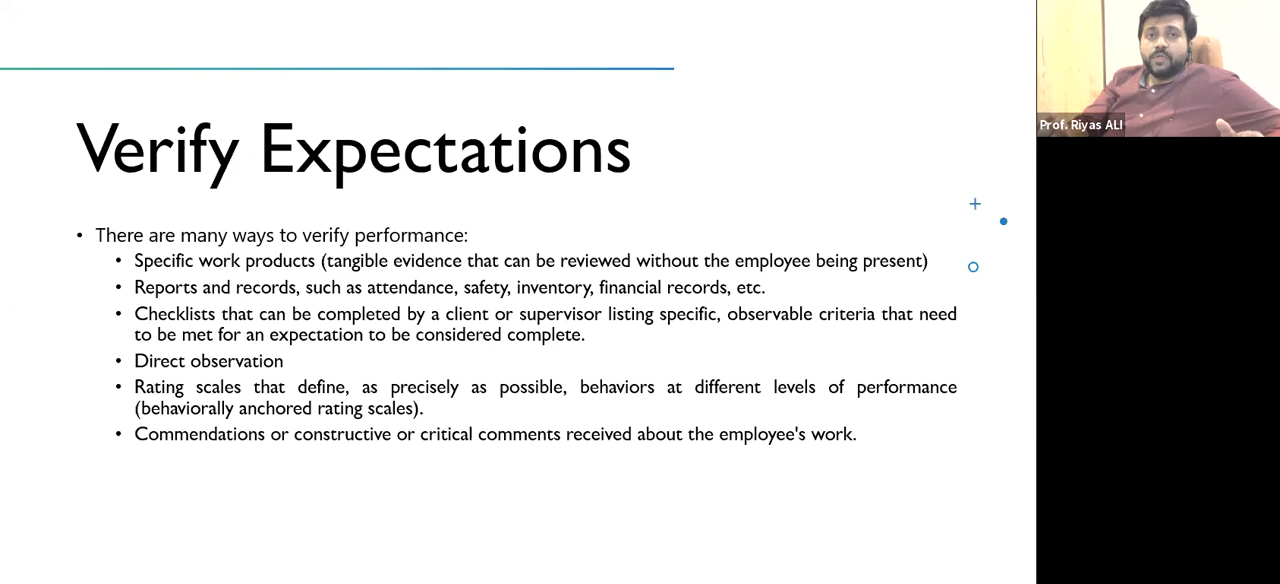 Verify Expectations
• There are many ways to verify performance:
• Specific work products (tangible evidence that can be reviewed without the employee being present)
• Reports and records, such as attendance, safety, inventory, financial records, etc.
• Checklists that can be completed by a client or supervisor listing specific, observable criteria that need
to be met for an expectation to be considered complete.
• Direct observation
• Rating scales that define, as precisely as possible, behaviors at different levels of performance
(behaviorally anchored rating scales).
• Commendations or constructive or critical comments received about the employee's work.
Prof. Riyas ALI